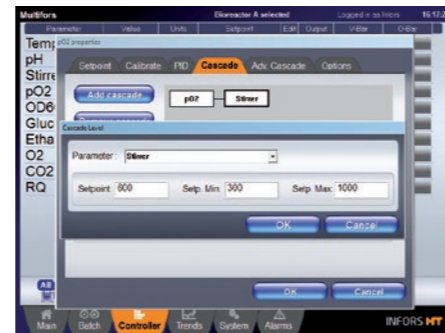 Multifors Bioreactor A selected Logged in as Infors 16:17:2
Parameter Value Units Setpoint Edit Output V-Bar O-Bar
Temp
pO2 properties
pH
Setpoint Calibrate PID Cascade Adv. Cascade Options
Stirre
pO2
Add cascade
pO2 Stirrer
OD6
Gluc
Cascade Level
Etha
O2
Parameter: Stirrer
CO2
RQ
Setpoint: 600 Setp. Min: 300 Setp. Max: 1000
OK Cancel
OK Cancel
Main Batch Controller Trends System Alarms INFORS HT